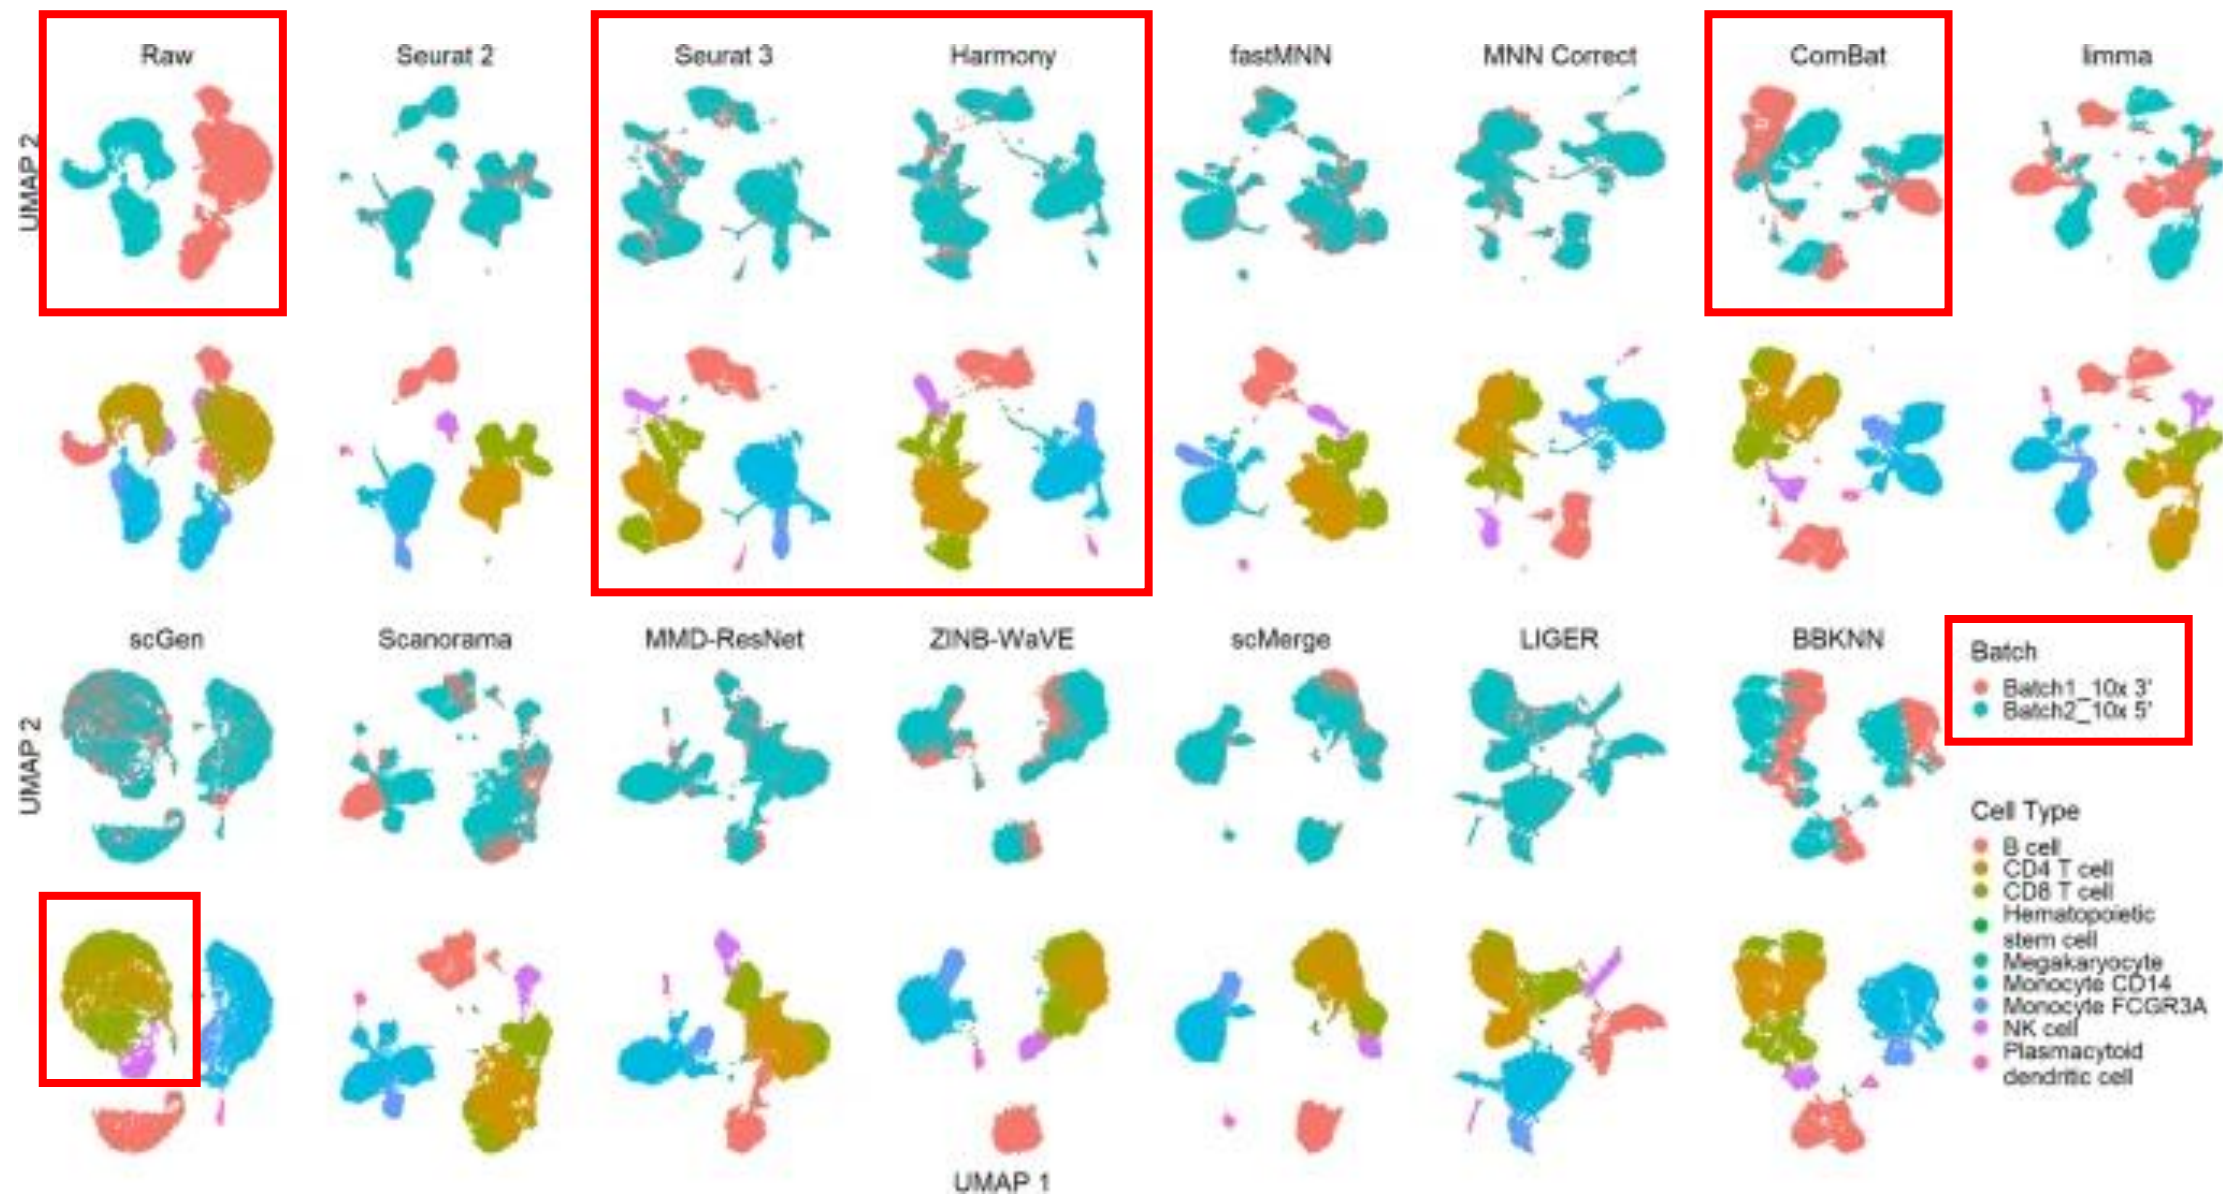 Raw
Seurat 2
Seurat 3
Harmony
fastMNN
MNN Correct
ComBat
limma
UMAP 2
scGen
Scanorama
MMD-ResNet
ZINB-WaVE
scMerge
LIGER
BBKNN
UMAP 2
Batch
Batch1_10x 3'
Batch2_10x 5'
Cell Type
B cell
CD4 T cell
CD8 T cell
Hematopoietic
stem cell
Megakaryocyte
Monocyte CD14
Monocyte FCGR3A
NK cell
Plasmacytoid
dendritic cell
UMAP 1